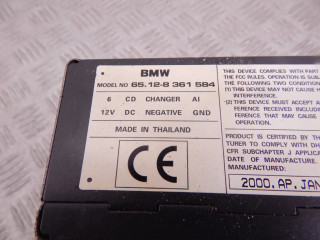 BMW
MODEL NO 65.12-8 361 584
6 CD CHANGER AI
12V DC NEGATIVE GND
MADE IN THAILAND
CE
THIS DEVICE COMPLIES WITH PART
THE FCC RULES. OPERATION IS SUB
THE FOLLOWING TWO CONDITION
(1) THIS DEVICE MAY NOT CAUSE H
INTERFERENCE.
(2) THIS DEVICE MUST ACCEPT A
FERENCE RECEIVED INCLUDING
FERENCE THAT MAY CAUSE UN
OPERATION.
PRODUCT IS CERTIFIED BY THE
TURER TO COMPLY WITH DH
CFR SUBCHAPTER J APPLICA
DATE OF MANUFACTURE.
MANUFACTURED:
2000.AP.JAN